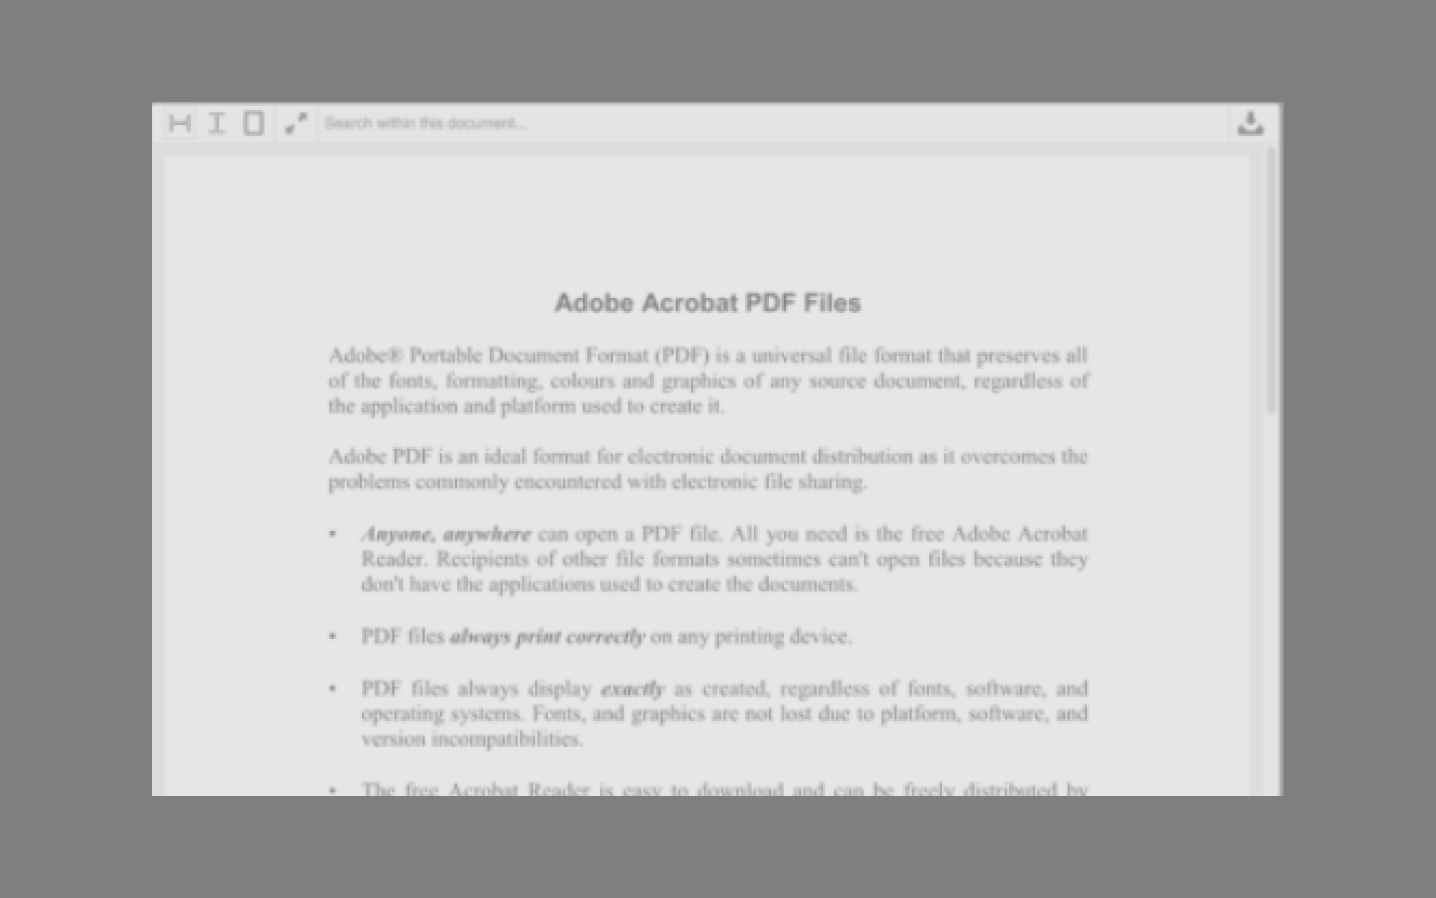 Search within this document...
Adobe Acrobat PDF Files
Adobe® Portable Document Format (PDF) is a universal file format that preserves all
of the fonts, formatting, colours and graphics of any source document, regardless of
the application and platform used to create it.
Adobe PDF is an ideal format for electronic document distribution as it overcomes the
problems commonly encountered with electronic file sharing.
• Anyone, anywhere can open a PDF file. All you need is the free Adobe Acrobat
Reader. Recipients of other file formats sometimes can't open files because they
don't have the applications used to create the documents.
• PDF files always print correctly on any printing device.
• PDF files always display exactly as created, regardless of fonts, software, and
operating systems. Fonts, and graphics are not lost due to platform, software, and
version incompatibilities.
• The free Acrobat Reader is easy to download and can be freely distributed by